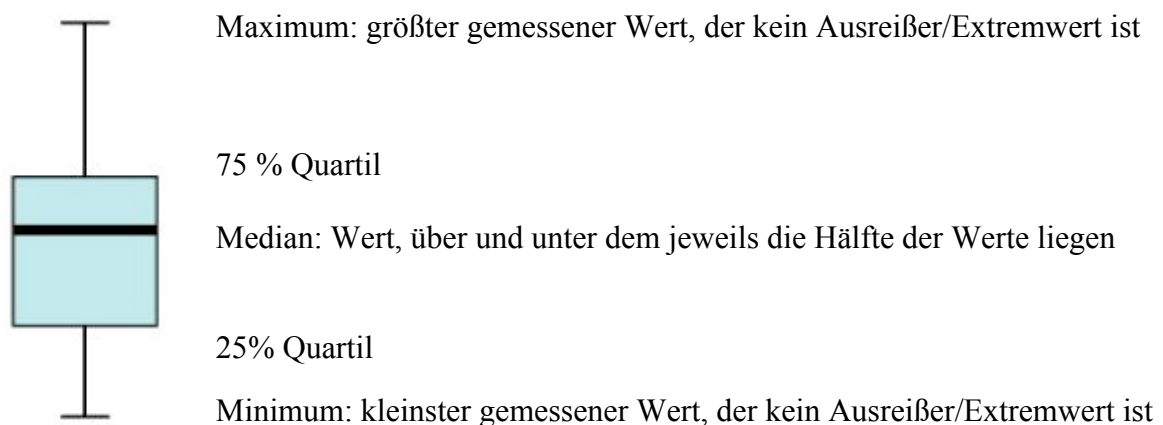 Maximum: größter gemessener Wert, der kein Ausreißer/Extremwert ist
75 % Quartil
Median: Wert, über und unter dem jeweils die Hälfte der Werte liegen
25% Quartil
Minimum: kleinster gemessener Wert, der kein Ausreißer/Extremwert ist